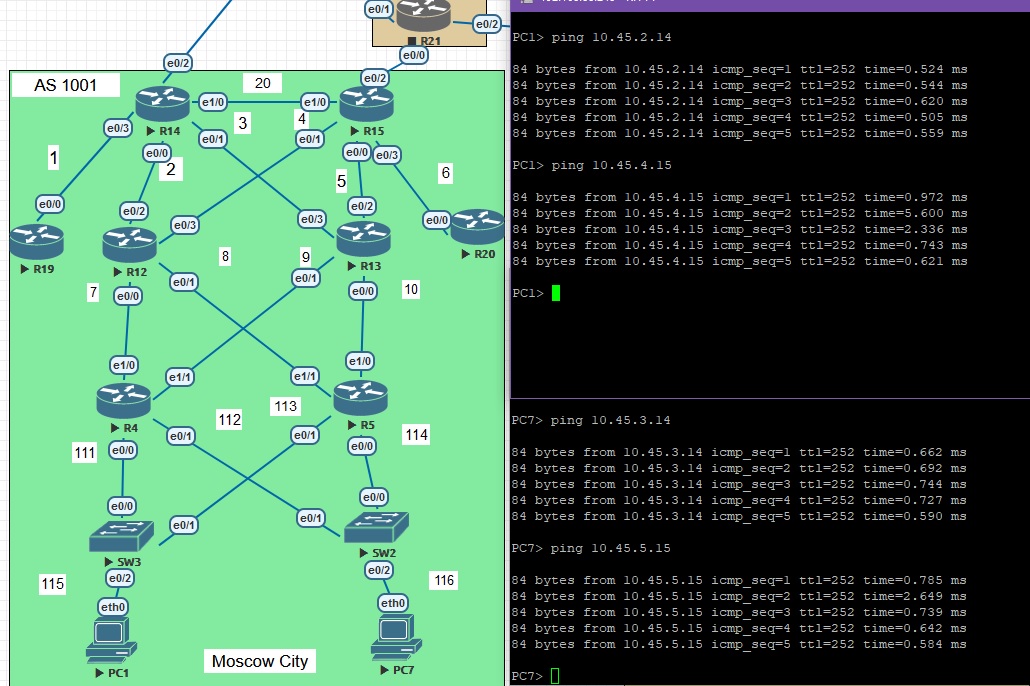 e0/1
e0/2
R21
e0/0
e0/2
e0/2
AS 1001
20
e1/0
e1/0
R14
3
4
R15
e0/3
e0/0
2
e0/1
e0/1
e0/0
e0/3
1
5
6
e0/0
e0/2
e0/3
e0/3
e0/2
e0/0
R19
R12
8
9
R13
R20
7
e0/0
e0/1
e0/1
e0/0
10
e1/0
e1/1
e1/1
e1/0
R4
112
113
R5
111
e0/0
e0/1
e0/1
e0/0
114
e0/0
e0/1
e0/1
e0/0
SW3
SW2
115
e0/2
e0/2
116
eth0
eth0
PC1
Moscow City
PC7
PC1> ping 10.45.2.14
84 bytes from 10.45.2.14 icmp_seq=1 ttl=252 time=0.524 ms
84 bytes from 10.45.2.14 icmp_seq=2 ttl=252 time=0.544 ms
84 bytes from 10.45.2.14 icmp_seq=3 ttl=252 time=0.620 ms
84 bytes from 10.45.2.14 icmp_seq=4 ttl=252 time=0.505 ms
84 bytes from 10.45.2.14 icmp_seq=5 ttl=252 time=0.559 ms
PC1> ping 10.45.4.15
84 bytes from 10.45.4.15 icmp_seq=1 ttl=252 time=0.972 ms
84 bytes from 10.45.4.15 icmp_seq=2 ttl=252 time=5.600 ms
84 bytes from 10.45.4.15 icmp_seq=3 ttl=252 time=2.336 ms
84 bytes from 10.45.4.15 icmp_seq=4 ttl=252 time=0.743 ms
84 bytes from 10.45.4.15 icmp_seq=5 ttl=252 time=0.621 ms
PC1>
PC7> ping 10.45.3.14
84 bytes from 10.45.3.14 icmp_seq=1 ttl=252 time=0.662 ms
84 bytes from 10.45.3.14 icmp_seq=2 ttl=252 time=0.692 ms
84 bytes from 10.45.3.14 icmp_seq=3 ttl=252 time=0.744 ms
84 bytes from 10.45.3.14 icmp_seq=4 ttl=252 time=0.727 ms
84 bytes from 10.45.3.14 icmp_seq=5 ttl=252 time=0.590 ms
PC7> ping 10.45.5.15
84 bytes from 10.45.5.15 icmp_seq=1 ttl=252 time=0.785 ms
84 bytes from 10.45.5.15 icmp_seq=2 ttl=252 time=2.649 ms
84 bytes from 10.45.5.15 icmp_seq=3 ttl=252 time=0.739 ms
84 bytes from 10.45.5.15 icmp_seq=4 ttl=252 time=0.642 ms
84 bytes from 10.45.5.15 icmp_seq=5 ttl=252 time=0.584 ms
PC7>